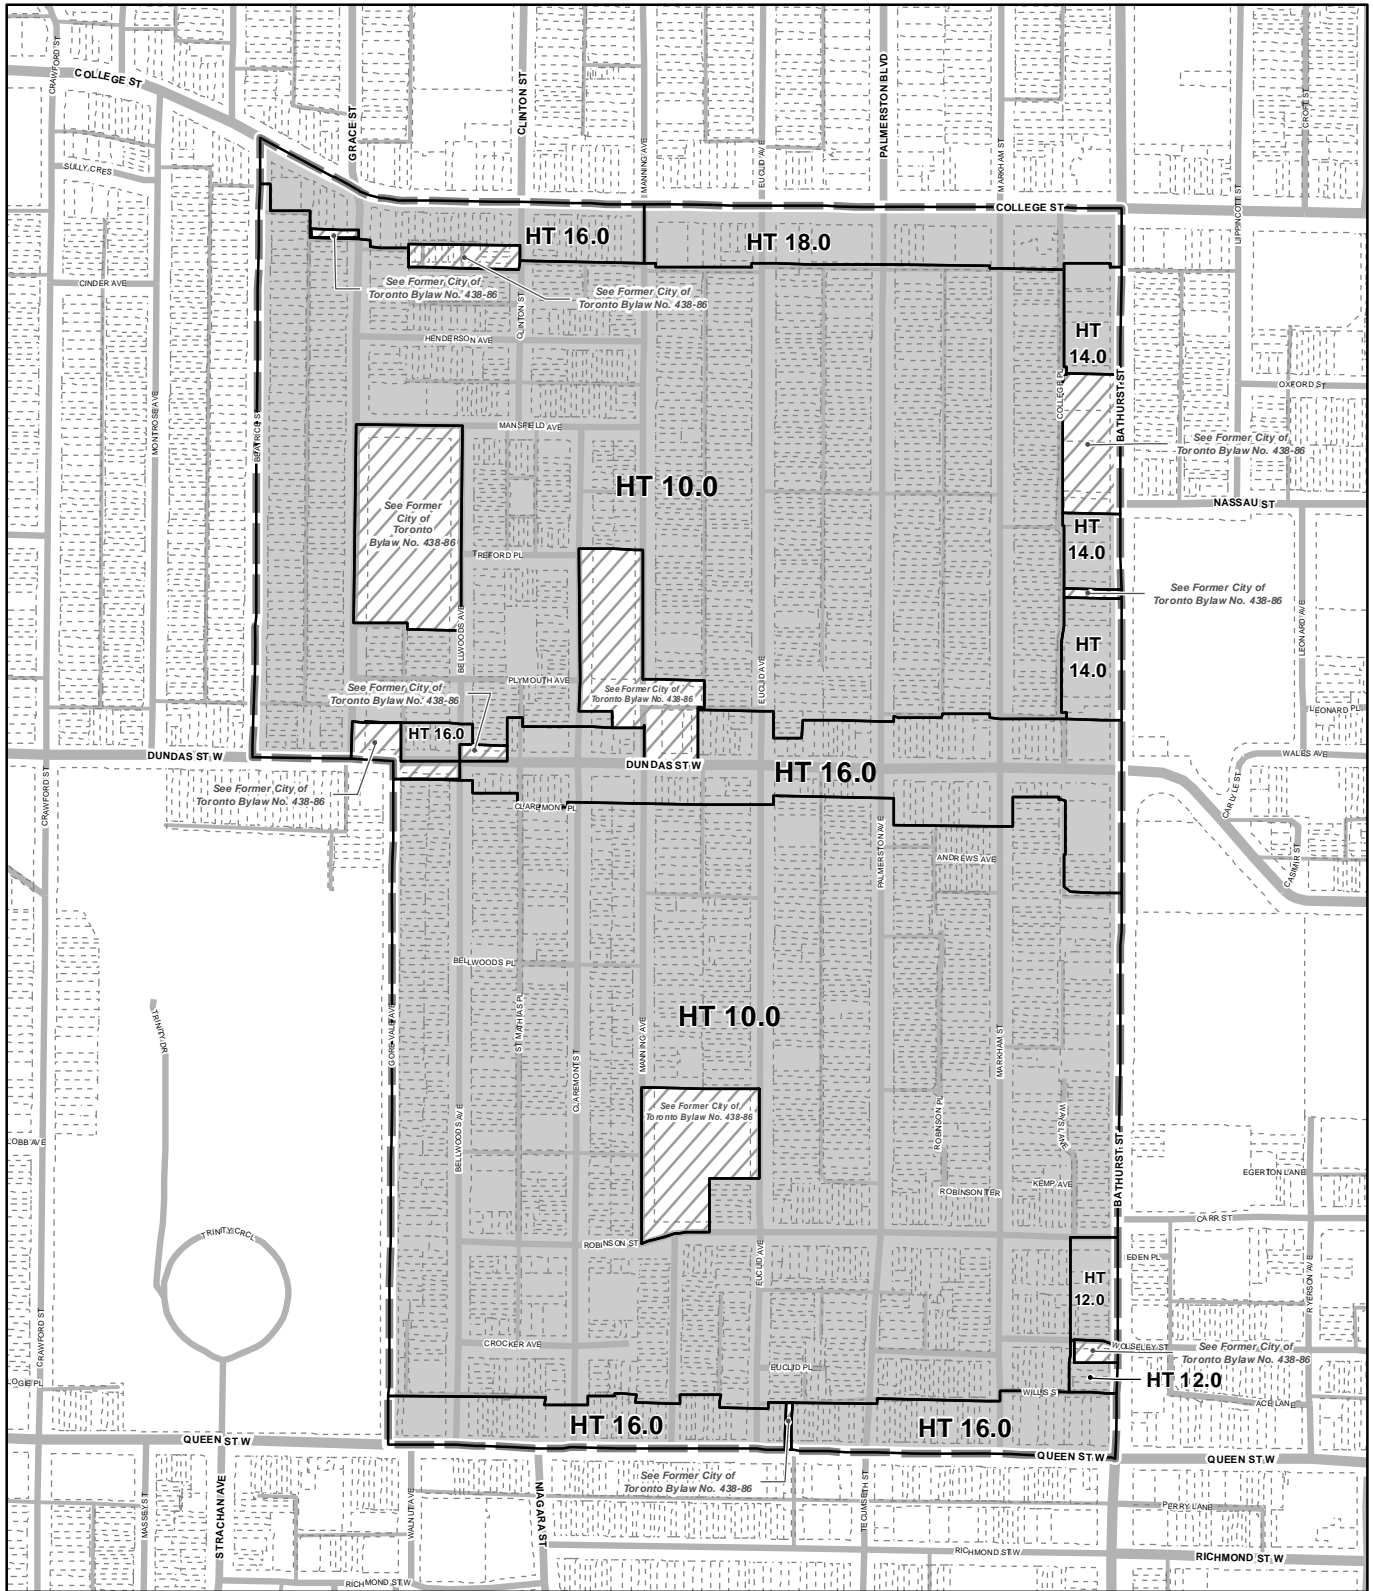 CRAWFORD ST
COLLEGE ST
GRACE ST
CLINTON ST
MANNING AVE
EUCLID AVE
PALMERSTON BLVD
MARKHAM ST
CROFT ST
SULLY CRES
LIPPINCOTT ST
COLLEGE ST
HT 16.0
HT 18.0
See Former City of
Toronto Bylaw No. 438-86
See Former City of
Toronto Bylaw No. 438-86
CINDER AVE
CLINTON ST
HENDERSON AVE
HT
14.0
COLLEGE PL
BATHURST ST
OXFORD ST
MONTROSE AVE
BEATRICE ST
MANSFIELD AVE
See Former City of
Toronto Bylaw No. 438-86
HT 10.0
NASSAU ST
See Former
City of
Toronto
Bylaw No. 438-86
HT
14.0
TREFORD PL
See Former City of
Toronto Bylaw No. 438-86
LEONARD AVE
BELLWOODS AVE
HT
14.0
EUCLID AVE
PLYMOUTH AVE
See Former City of
Toronto Bylaw No. 438-86
See Former City of
Toronto Bylaw No. 438-86
LEONARD PL
HT 16.0
DUNDAS ST W
DUNDAS ST W
HT 16.0
WALES AVE
See Former City of
Toronto Bylaw No. 438-86
CRAWFORD ST
CLAREMONT PL
CARLYLE ST
PALMERSTON AVE
ANDREWS AVE
CASIMIR ST
BELLWOODS PL
TRINITY DR
GORE VALE AVE
ST MATHIAS PL
HT 10.0
MANNING AVE
MARKHAM ST
CLAREMONT ST
See Former City of
Toronto Bylaw No. 438-86
BELLWOODS AVE
ROBINSON PL
WAYS LANE
BATHURST ST
LOBB AVE
EGERTON LANE
KEMP AVE
ROBINSON TER
CARR ST
TRINITY CRCL
ROBINSON ST
EUCLID AVE
EDEN PL
RYERSON AVE
HT
12.0
CRAWFORD ST
CROCKER AVE
WOLSELEY ST
See Former City of
Toronto Bylaw No. 438-86
EUCLID PL
HT 12.0
LOGIE PL
WILLIS ST
ACE LANE
HT 16.0
HT 16.0
QUEEN ST W
QUEEN ST W
QUEEN ST W
See Former City of
Toronto Bylaw No. 438-86
MASSEY ST
STRACHAN AVE
WALNUT AVE
NIAGARA ST
TECUMSETH ST
PERRY LANE
RICHMOND ST W
RICHMOND ST W
RICHMOND ST W